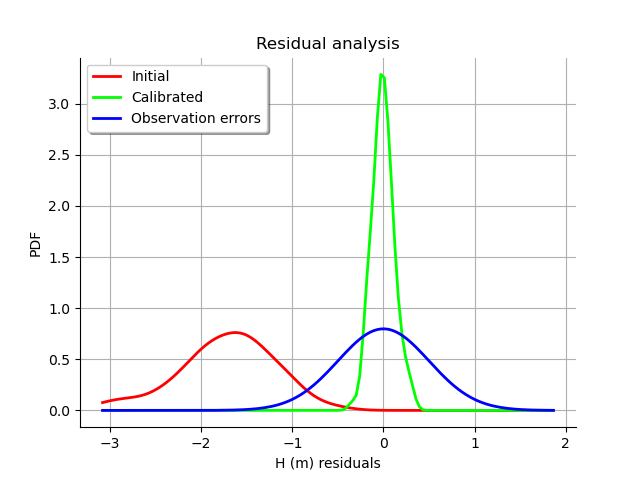 Residual analysis
Initial
Calibrated
Observation errors
3.0
2.5
2.0
1.5
1.0
0.5
0.0
PDF
−3
−2
−1
0
1
2
H (m) residuals